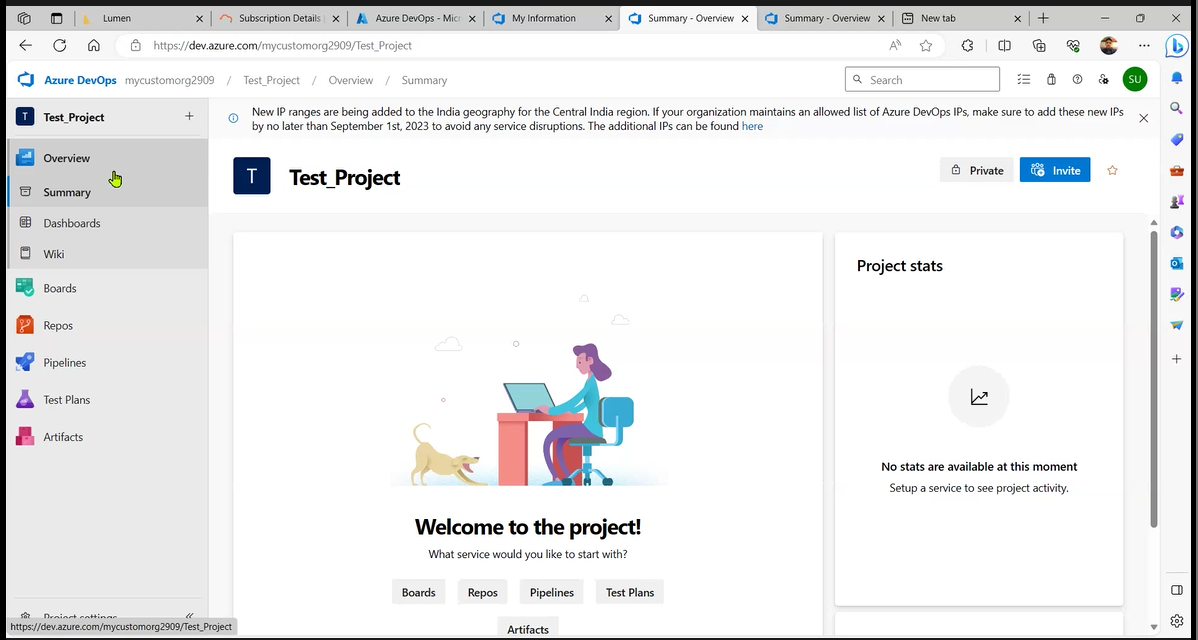 Lumen
Subscription Details
Azure DevOps - Mic
My Information
Summary - Overview
Summary - Overview
New tab
https://dev.azure.com/mycustomorg2909/Test_Project
Azure DevOps mycustomorg2909 / Test_Project / Overview / Summary
Search
SU
T Test_Project
New IP ranges are being added to the India geography for the Central India region. If your organization maintains an allowed list of Azure DevOps IPs, make sure to add these new IPs
by no later than September 1st, 2023 to avoid any service disruptions. The additional IPs can be found here
Overview
Summary
Dashboards
Wiki
Boards
Repos
Pipelines
Test Plans
Artifacts
Project settings
https://dev.azure.com/mycustomorg2909/Test_Project
T Test_Project
Private
Invite
Welcome to the project!
What service would you like to start with?
Boards
Repos
Pipelines
Test Plans
Artifacts
Project stats
No stats are available at this moment
Setup a service to see project activity.